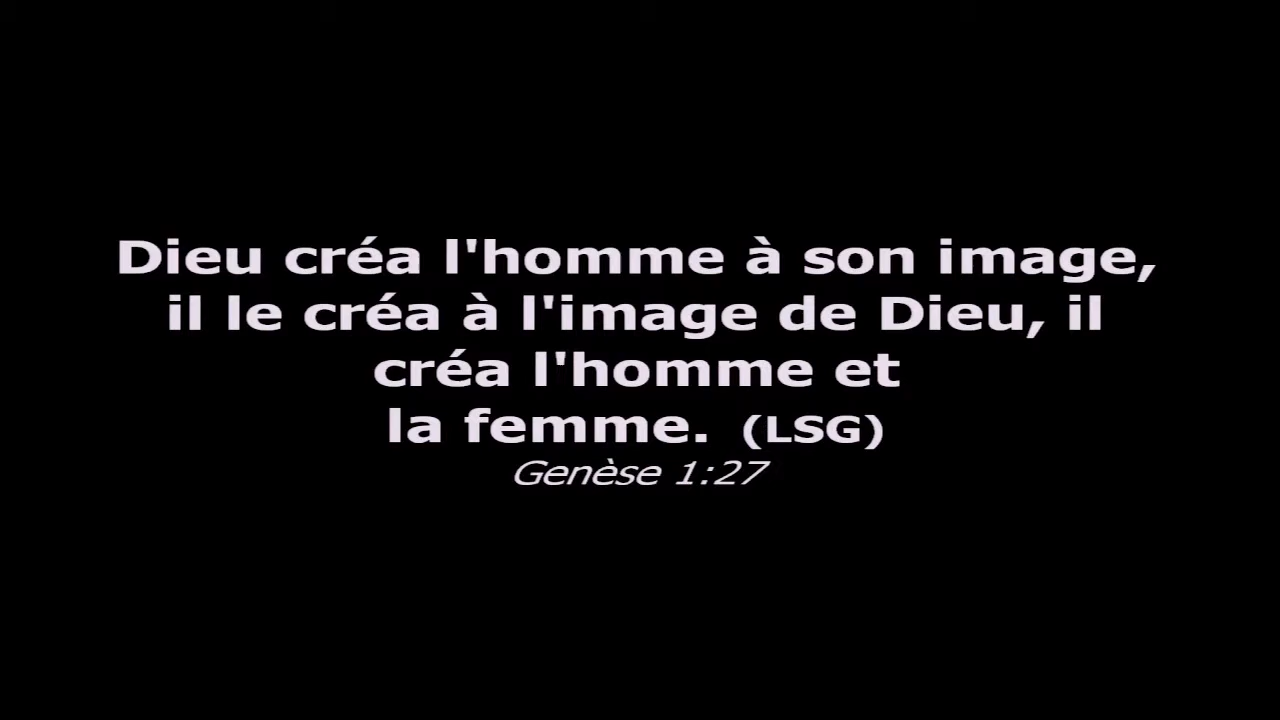 Dieu créa l'homme à son image,
il le créa à l'image de Dieu, il
créa l'homme et
la femme. (LSG)
Genèse 1:27